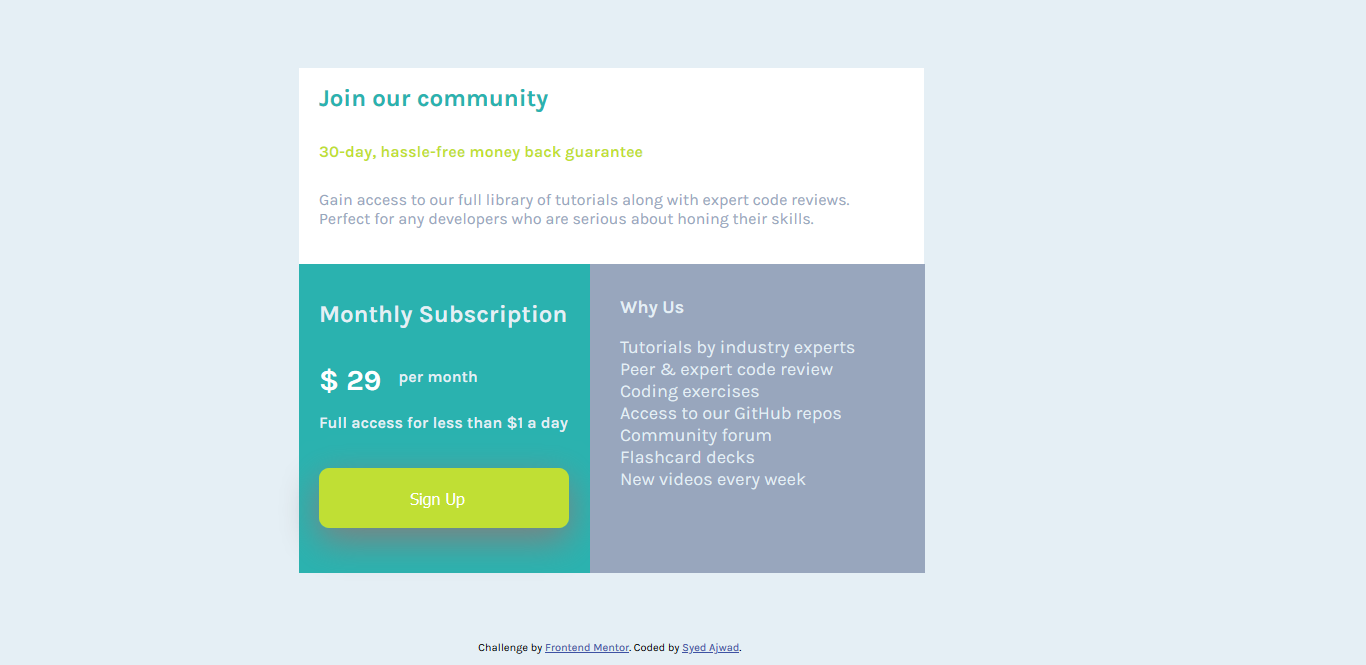 Join our community
30-day, hassle-free money back guarantee
Gain access to our full library of tutorials along with expert code reviews.
Perfect for any developers who are serious about honing their skills.
Monthly Subscription
$ 29 per month
Full access for less than $1 a day
Sign Up
Why Us
Tutorials by industry experts
Peer & expert code review
Coding exercises
Access to our GitHub repos
Community forum
Flashcard decks
New videos every week
Challenge by Frontend Mentor. Coded by Syed Ajwad.